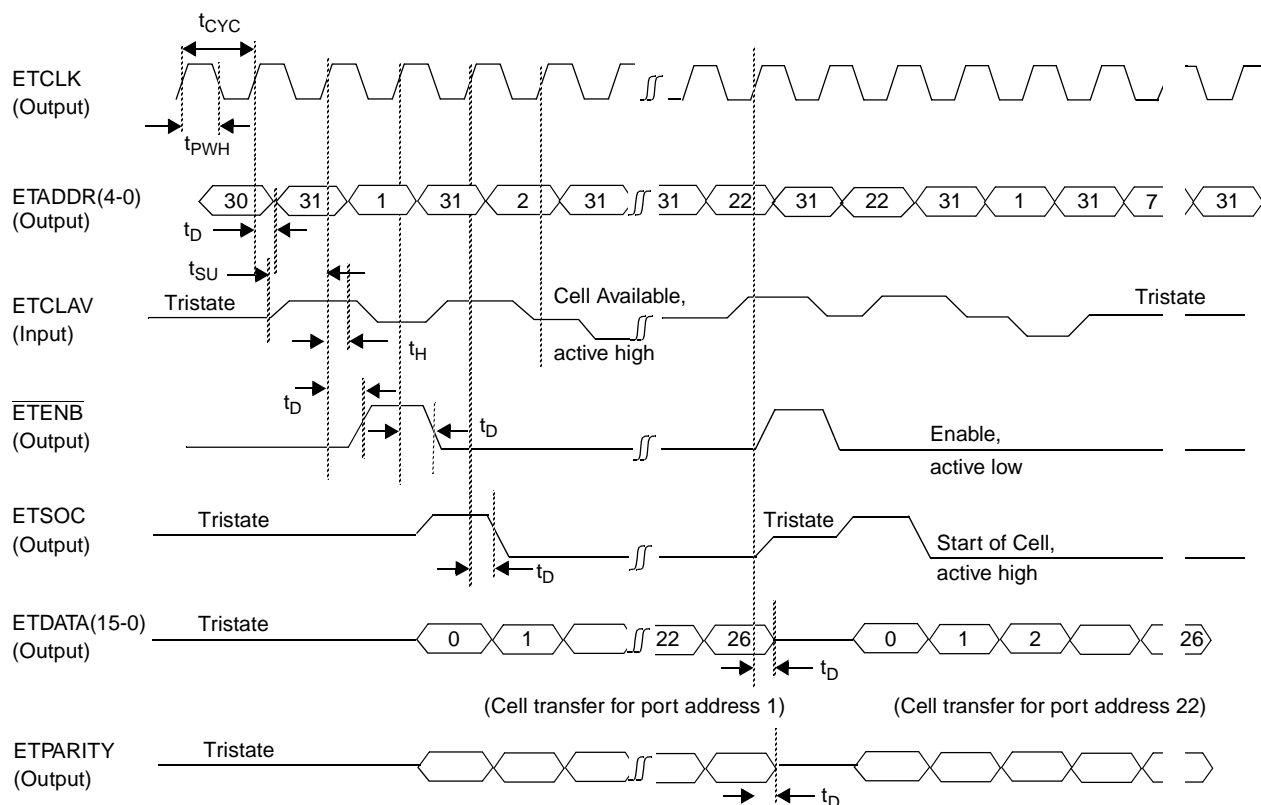 tCYC
ETCLK
(Output)
tPWH
ETADDR(4-0)
(Output)
30 31 1 31 2 31 31 22 31 22 31 1 31 7 31
tD
tSU
ETCLAV
(Input)
Tristate
Cell Available,
active high
Tristate
tH
tD
ETENB
(Output)
tD
Enable,
active low
ETSOC
(Output)
Tristate
Tristate
Start of Cell,
active high
tD
ETDATA(15-0)
(Output)
Tristate
0 1 22 26 0 1 2 26
tD
(Cell transfer for port address 1) (Cell transfer for port address 22)
ETPARITY
(Output)
Tristate
tD